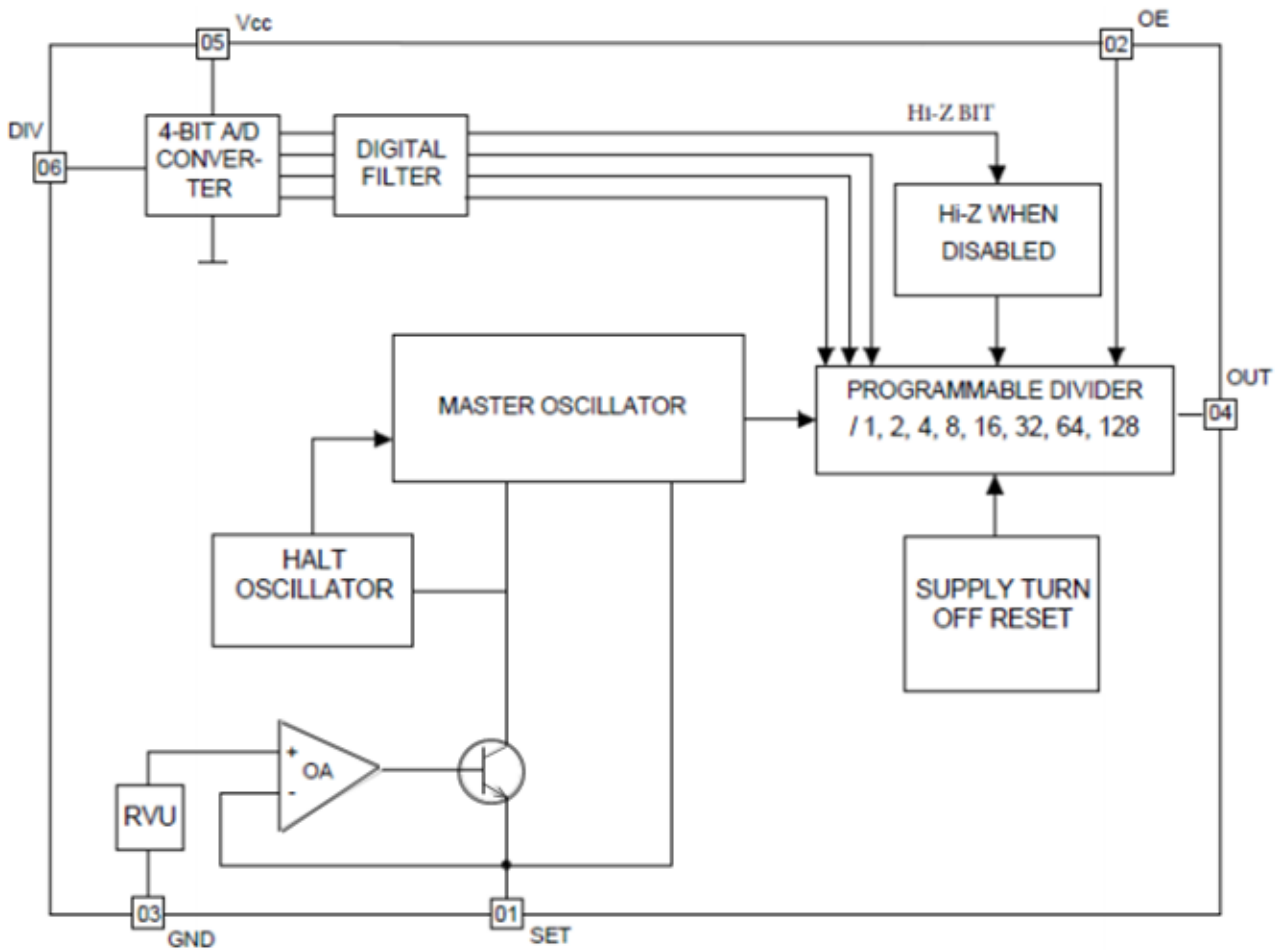 Vcc
05
OE
02
DIV
06
4-BIT A/D
CONVER-
TER
DIGITAL
FILTER
Hi-Z BIT
Hi-Z WHEN
DISABLED
MASTER OSCILLATOR
PROGRAMMABLE DIVIDER
/ 1, 2, 4, 8, 16, 32, 64, 128
OUT
04
HALT
OSCILLATOR
SUPPLY TURN
OFF RESET
+
OA
-
RVU
03
GND
01
SET